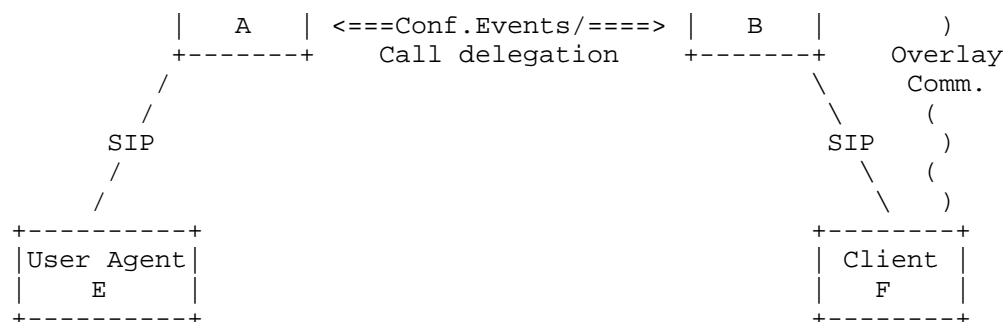 |   A   | <===Conf.Events/====> |   B   |       )
+-------+    Call delegation    +-------+    Overlay
/                                         \     Comm.
/                                           \     (
SIP                                         SIP    )
/                                             \   (
/                                               \   )
+----------+                             +--------+
|User Agent|                             | Client |
|    E     |                             |   F    |
+----------+                             +--------+